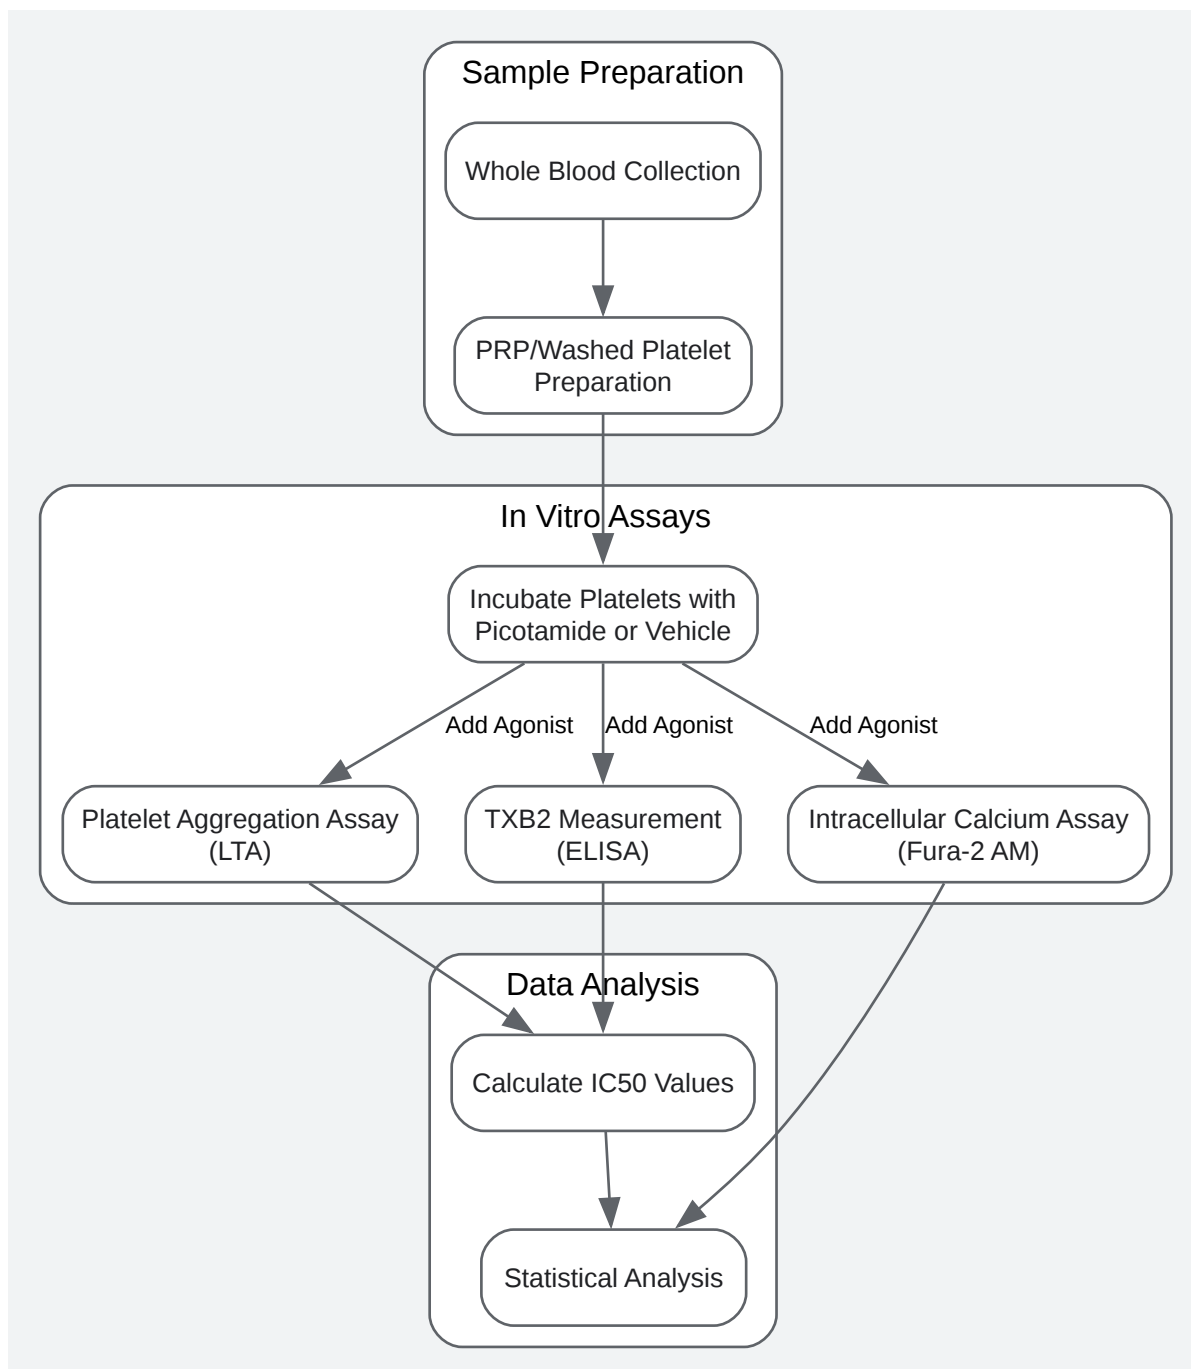 Sample Preparation
Whole Blood Collection
PRP/Washed Platelet
Preparation
In Vitro Assays
Incubate Platelets with
Picotamide or Vehicle
Add Agonist
Add Agonist
Add Agonist
Platelet Aggregation Assay
(LTA)
TXB2 Measurement
(ELISA)
Intracellular Calcium Assay
(Fura-2 AM)
Data Analysis
Calculate IC50 Values
Statistical Analysis